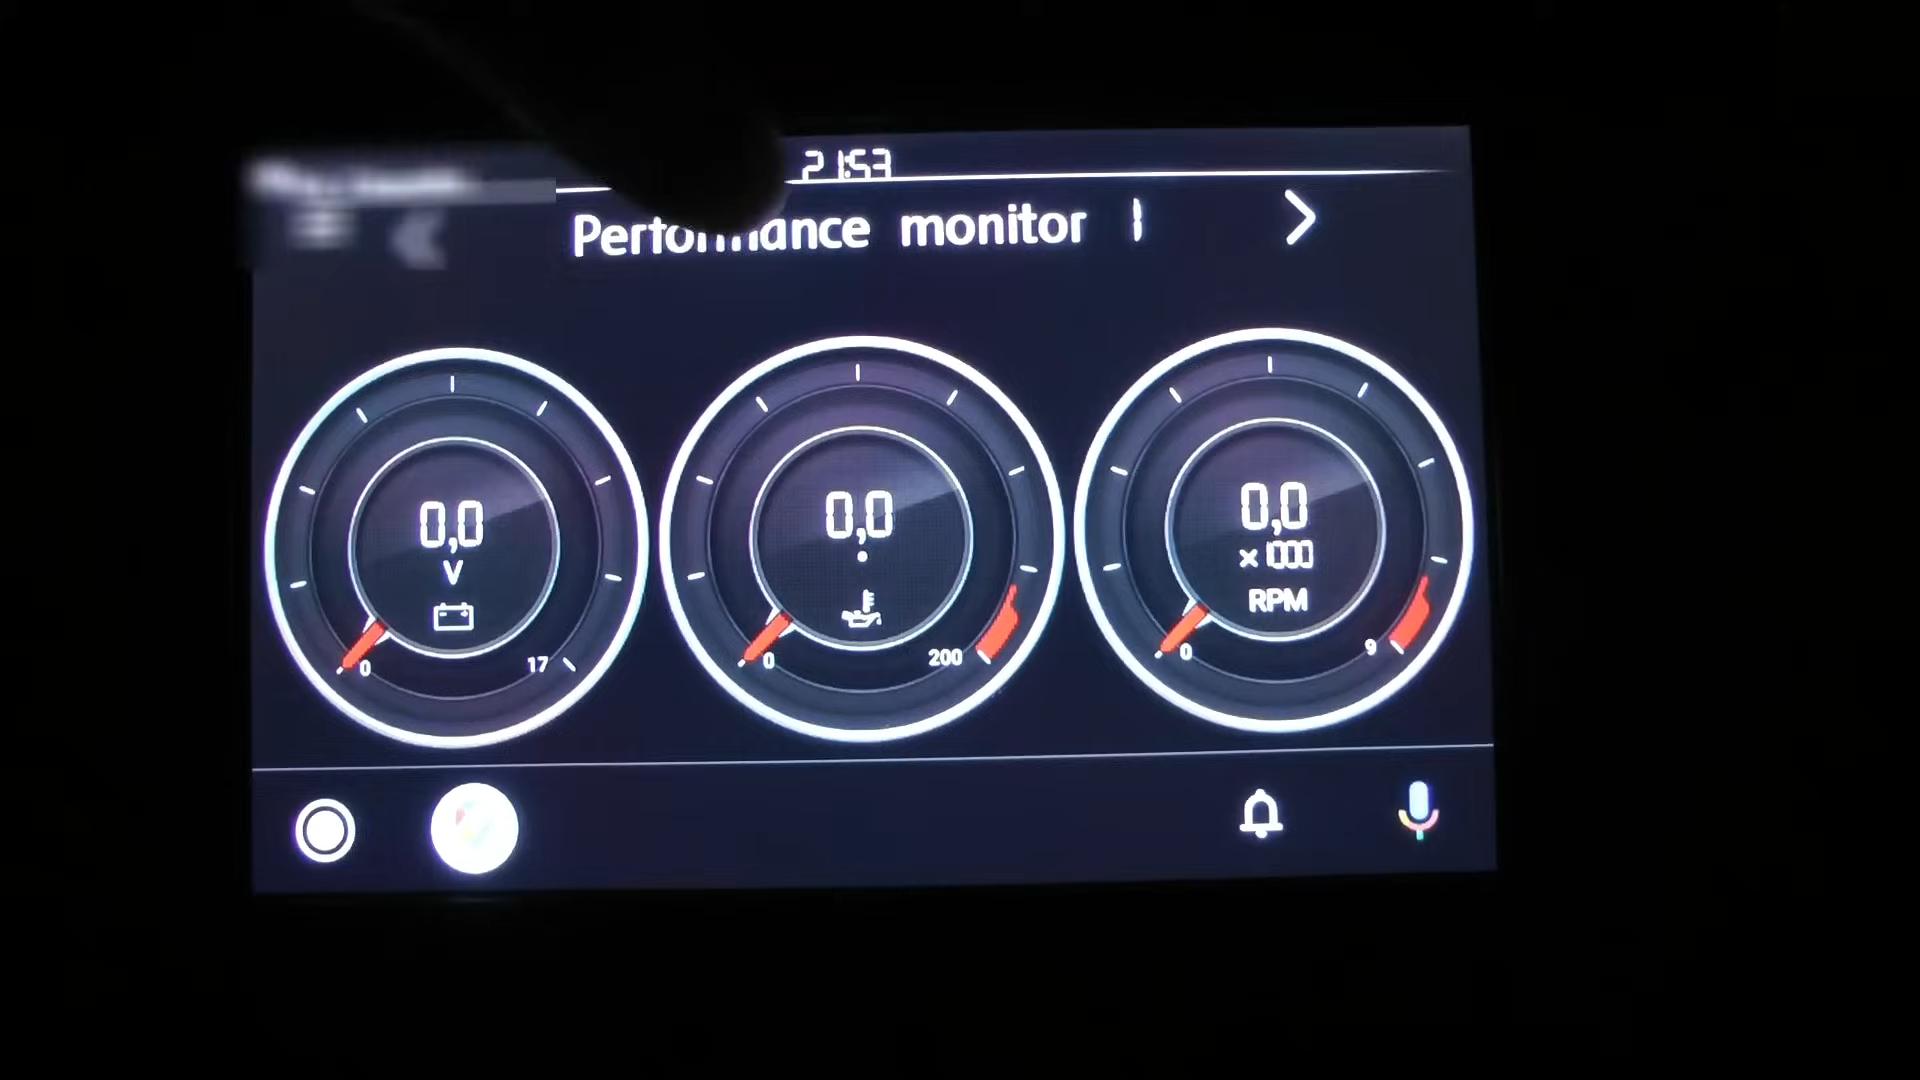 21:53
Performance monitor 1
0,0
V
0
17
0,0
0
200
0,0
x 1000
RPM
0
9